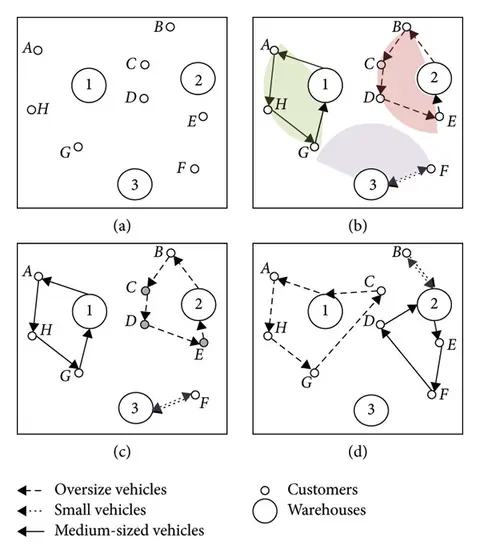 B
A
C
1
2
D
H
E
G
F
3
(a)
B
A
C
1
2
D
H
E
G
F
3
(b)
B
A
C
1
2
D
H
E
G
F
3
(c)
B
A
C
1
2
D
H
E
G
F
3
(d)
Oversize vehicles
Small vehicles
Medium-sized vehicles
Customers
Warehouses